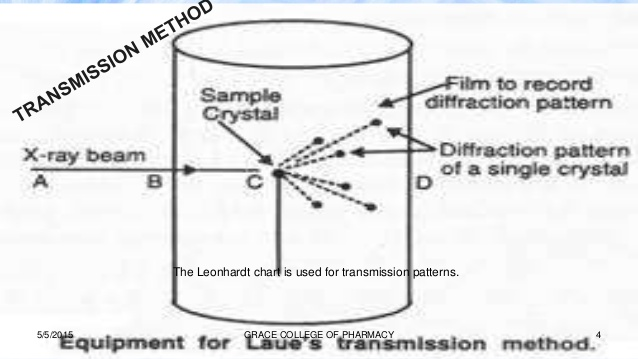 TRANSMISSION METHOD
Film to record
diffraction pattern
Sample
Crystal
X-ray beam
Diffraction pattern
of a single crystal
A
B
C
D
The Leonhardt chart is used for transmission patterns.
5/5/2015
GRACE COLLEGE OF PHARMACY
4
Equipment for Laue's transmission method.